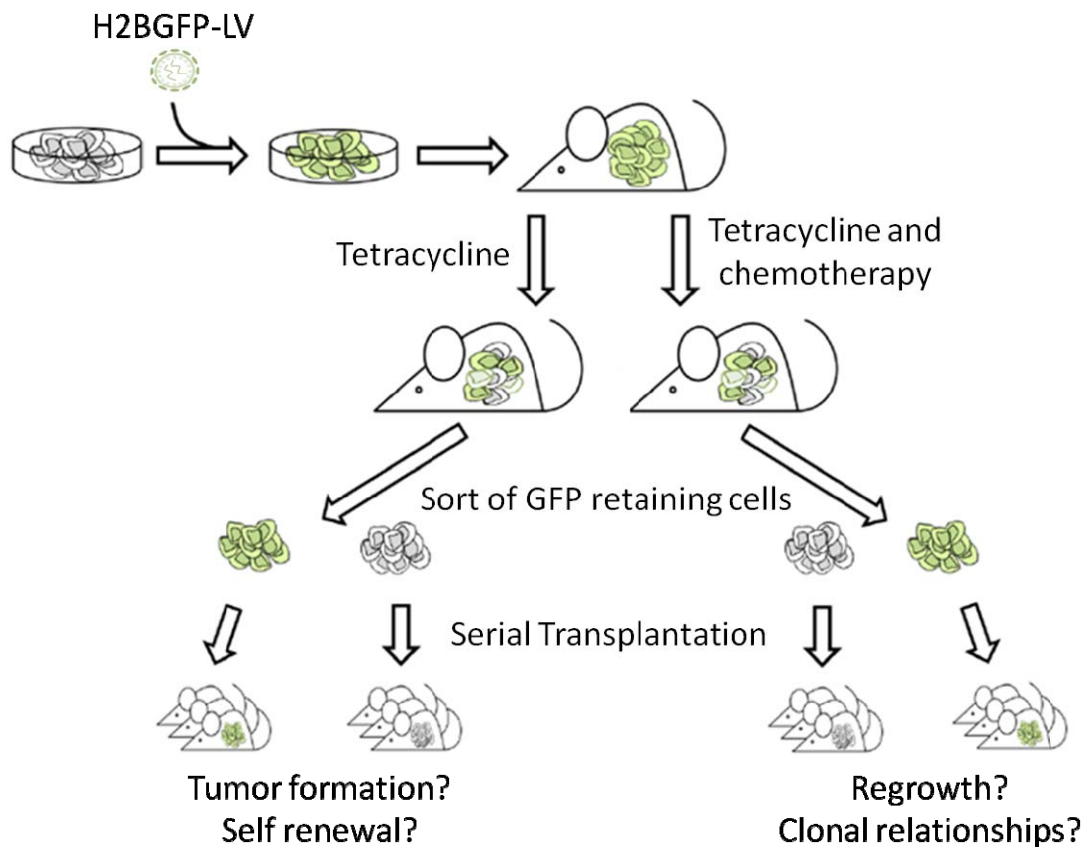 H2BGFP-LV
Tetracycline
Tetracycline and
chemotherapy
Sort of GFP retaining cells
Serial Transplantation
Tumor formation?
Self renewal?
Regrowth?
Clonal relationships?